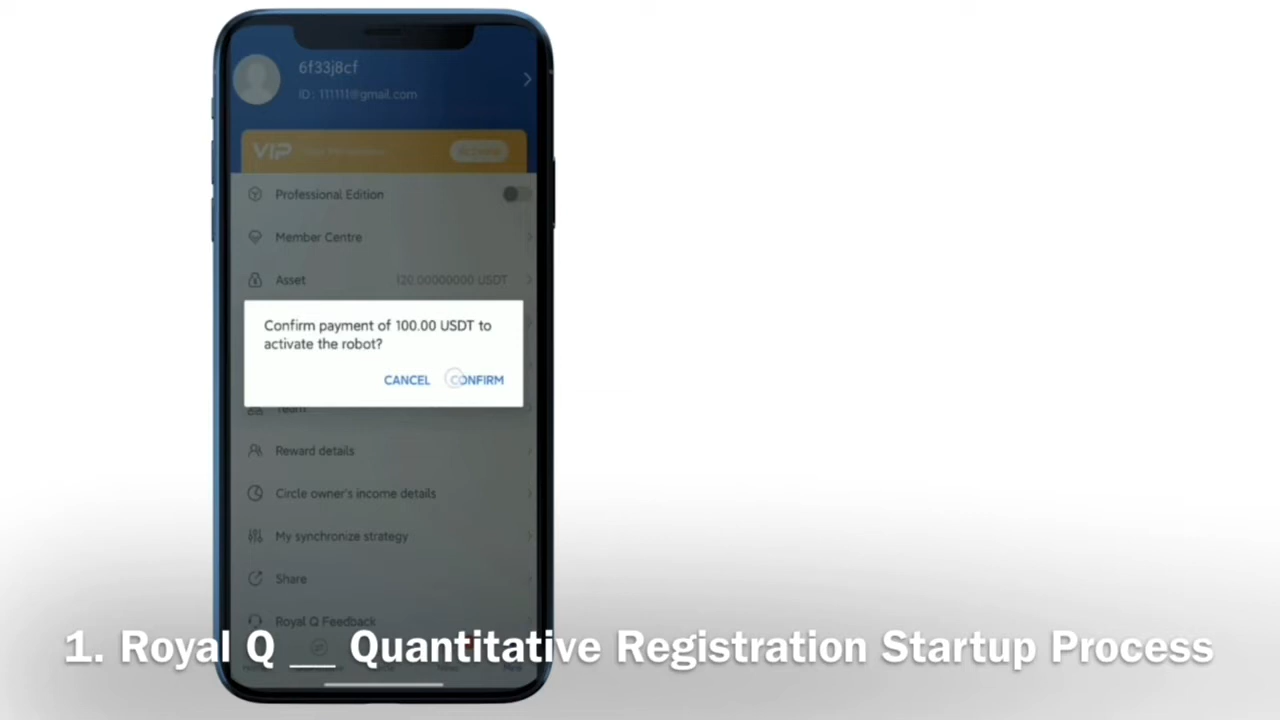 6f33j8cf
ID: 111111@gmail.com
VIP
Professional Edition
Member Centre
Asset 120.00000000 USDT
Confirm payment of 100.00 USDT to
activate the robot?
CANCEL CONFIRM
Team
Reward details
Circle owner's income details
My synchronize strategy
Share
Royal Q Feedback
1. Royal Q __ Quantitative Registration Startup Process